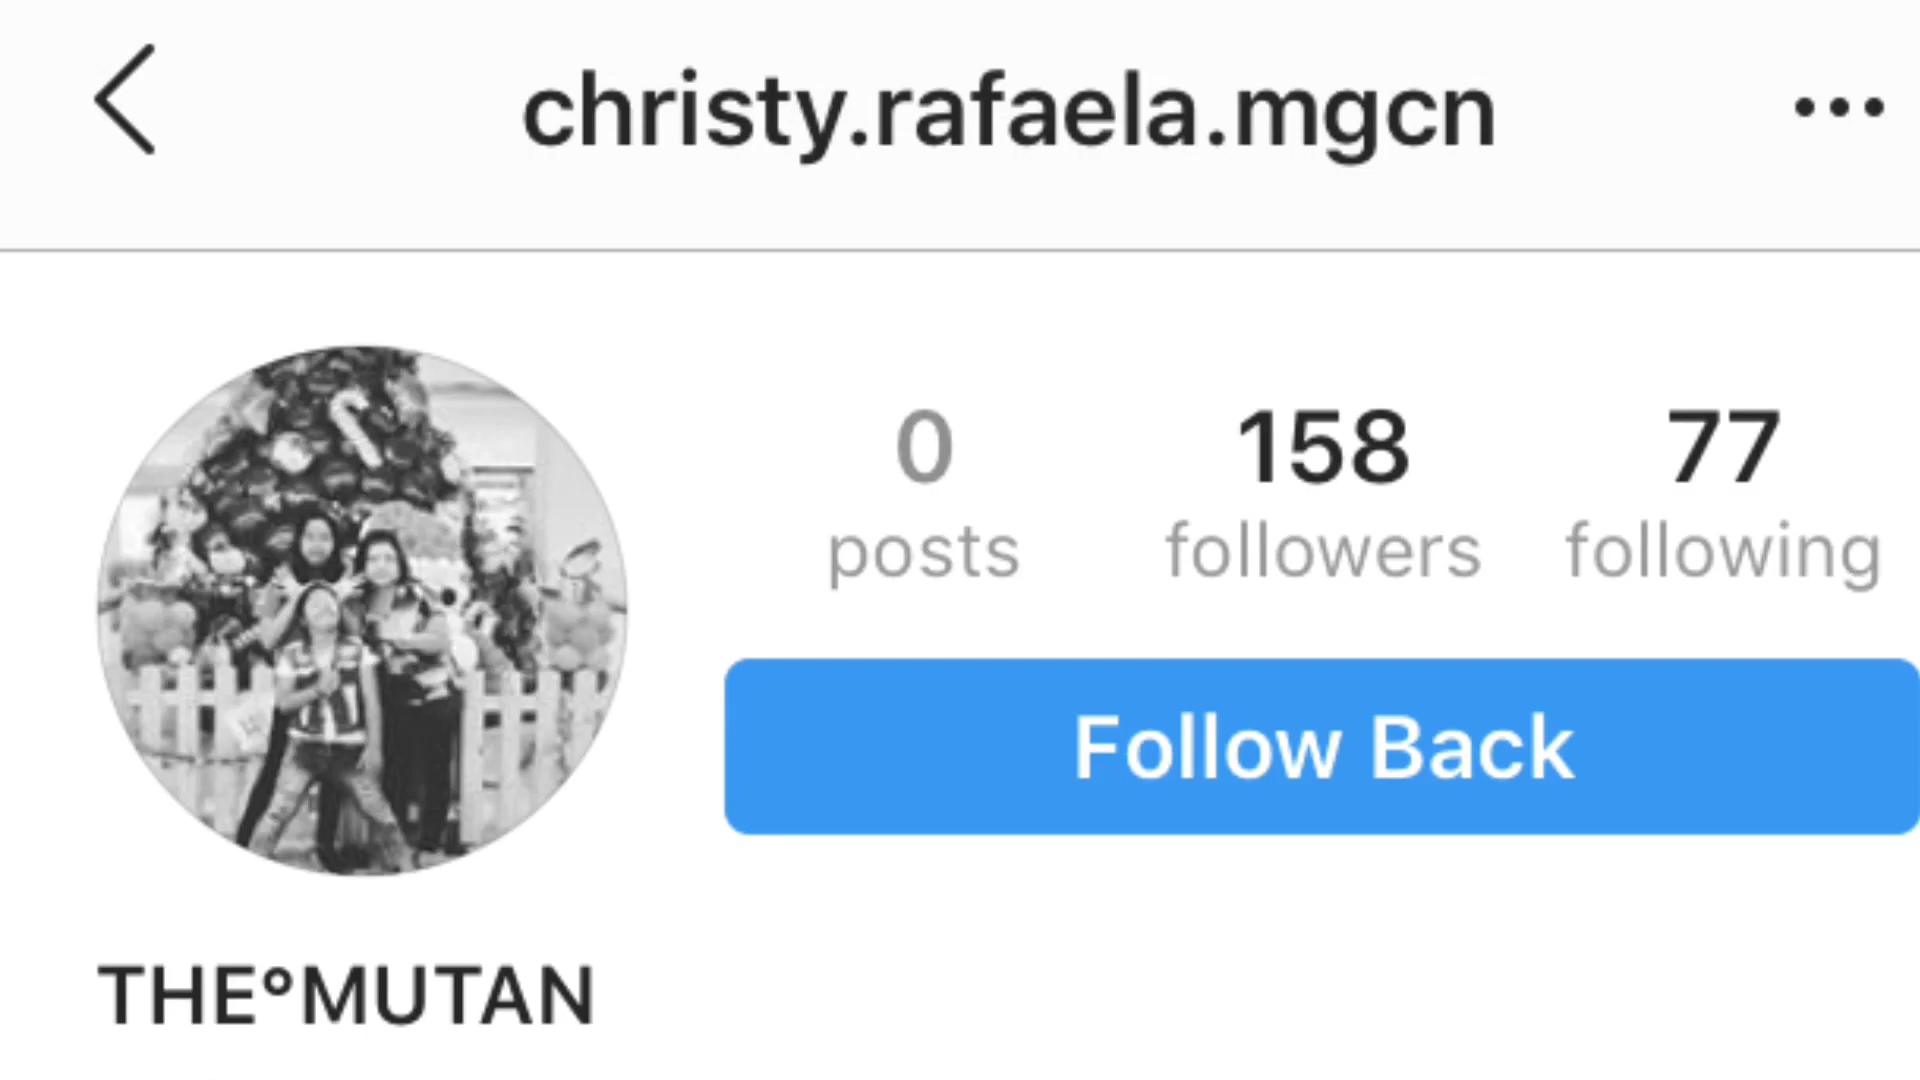 christy.rafaela.mgcn
0 158 77
posts followers following
Follow Back
THE°MUTAN